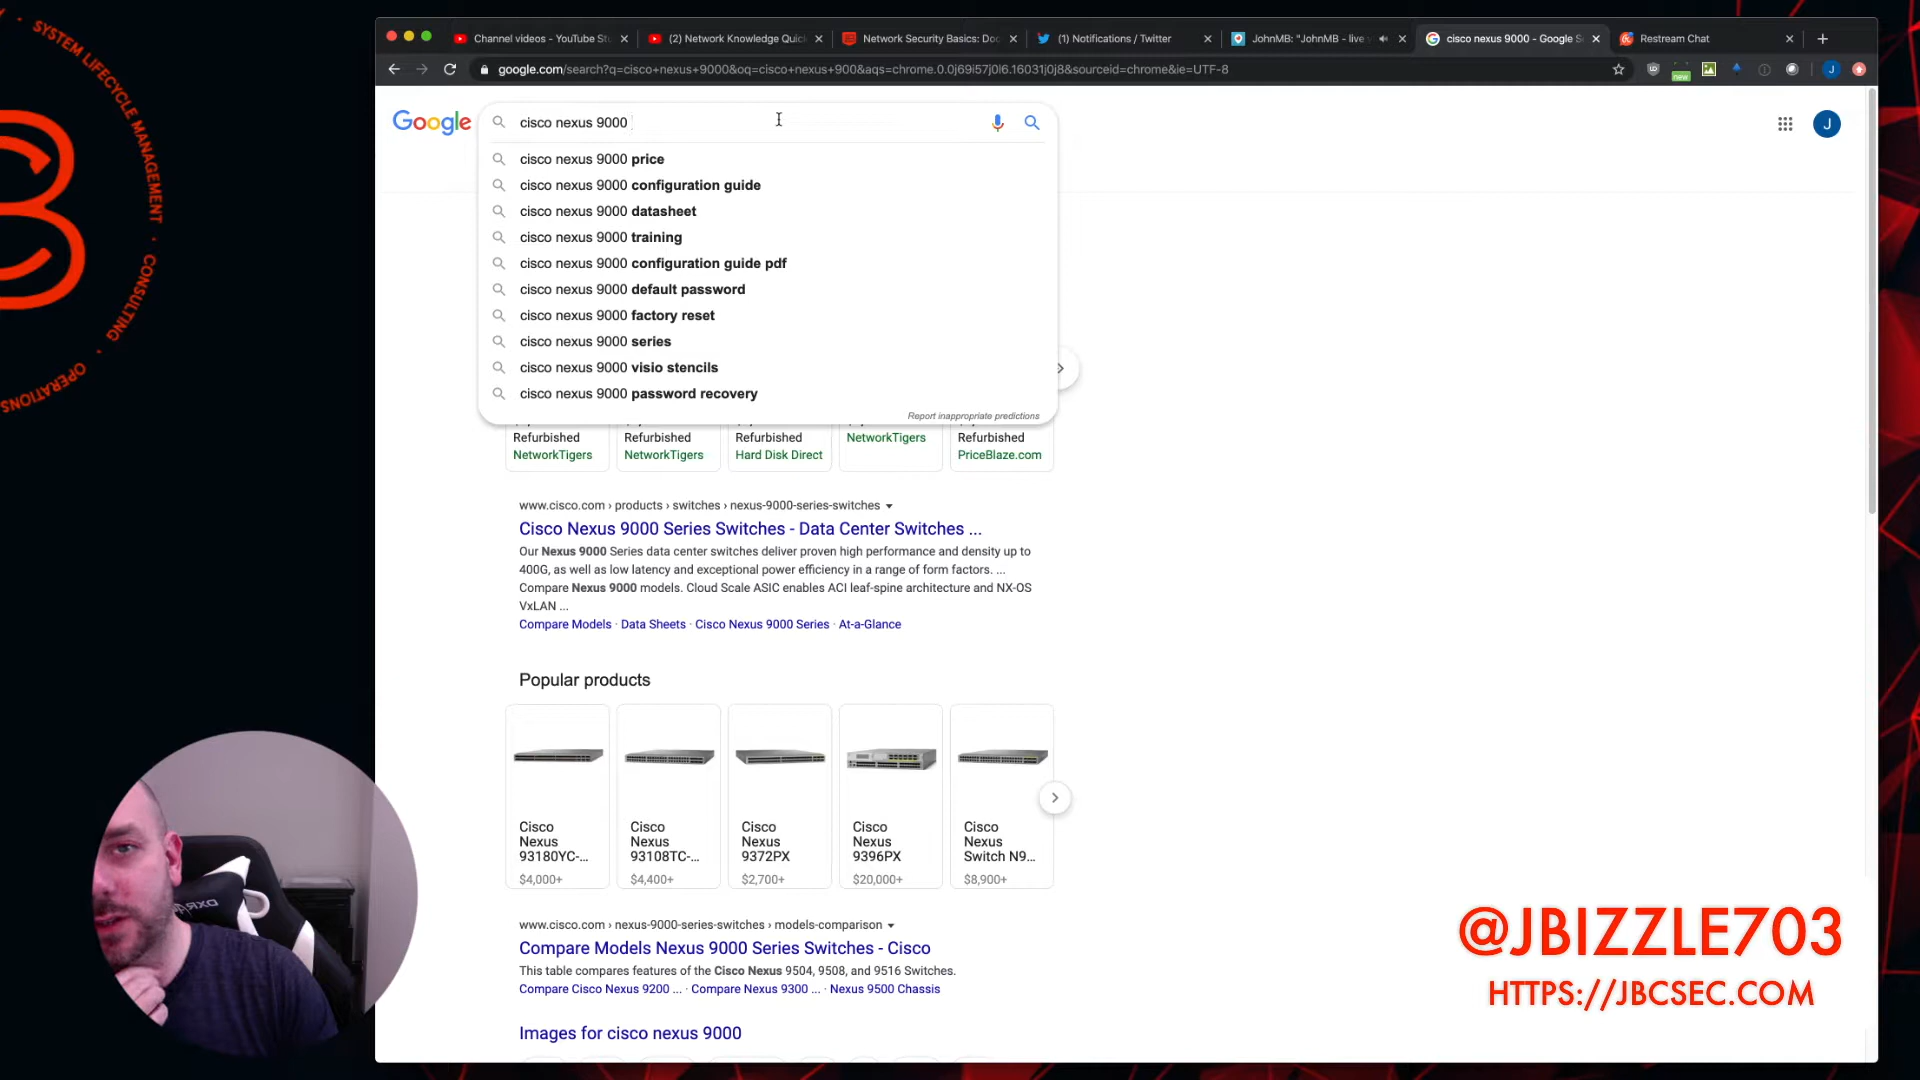 SYSTEM LIFECYCLE MANAGEMENT · CONSULTING · OPERATIONS
Channel videos - YouTube Stu
(2) Network Knowledge Quic
Network Security Basics: Doc
(1) Notifications / Twitter
JohnMB: "JohnMB - live
cisco nexus 9000 - Google S
Restream Chat
google.com/search?q=cisco+nexus+9000&oq=cisco+nexus+900&aqs=chrome.0.0j69i57j0l6.16031j0j8&sourceid=chrome&ie=UTF-8
new
J
Google
cisco nexus 9000
J
cisco nexus 9000 price
cisco nexus 9000 configuration guide
cisco nexus 9000 datasheet
cisco nexus 9000 training
cisco nexus 9000 configuration guide pdf
cisco nexus 9000 default password
cisco nexus 9000 factory reset
cisco nexus 9000 series
cisco nexus 9000 visio stencils
cisco nexus 9000 password recovery
Report inappropriate predictions
Refurbished
NetworkTigers
Refurbished
NetworkTigers
Refurbished
Hard Disk Direct
NetworkTigers
Refurbished
PriceBlaze.com
www.cisco.com › products › switches › nexus-9000-series-switches
Cisco Nexus 9000 Series Switches - Data Center Switches ...
Our Nexus 9000 Series data center switches deliver proven high performance and density up to
400G, as well as low latency and exceptional power efficiency in a range of form factors. ...
Compare Nexus 9000 models. Cloud Scale ASIC enables ACI leaf-spine architecture and NX-OS
VxLAN ...
Compare Models · Data Sheets · Cisco Nexus 9000 Series · At-a-Glance
Popular products
Cisco
Nexus
93180YC-...
$4,000+
Cisco
Nexus
93108TC-...
$4,400+
Cisco
Nexus
9372PX
$2,700+
Cisco
Nexus
9396PX
$20,000+
Cisco
Nexus
Switch N9...
$8,900+
www.cisco.com › nexus-9000-series-switches › models-comparison
Compare Models Nexus 9000 Series Switches - Cisco
This table compares features of the Cisco Nexus 9504, 9508, and 9516 Switches.
Compare Cisco Nexus 9200 ... · Compare Nexus 9300 ... · Nexus 9500 Chassis
Images for cisco nexus 9000
DXRA
@JBIZZLE703
HTTPS://JBCSEC.COM